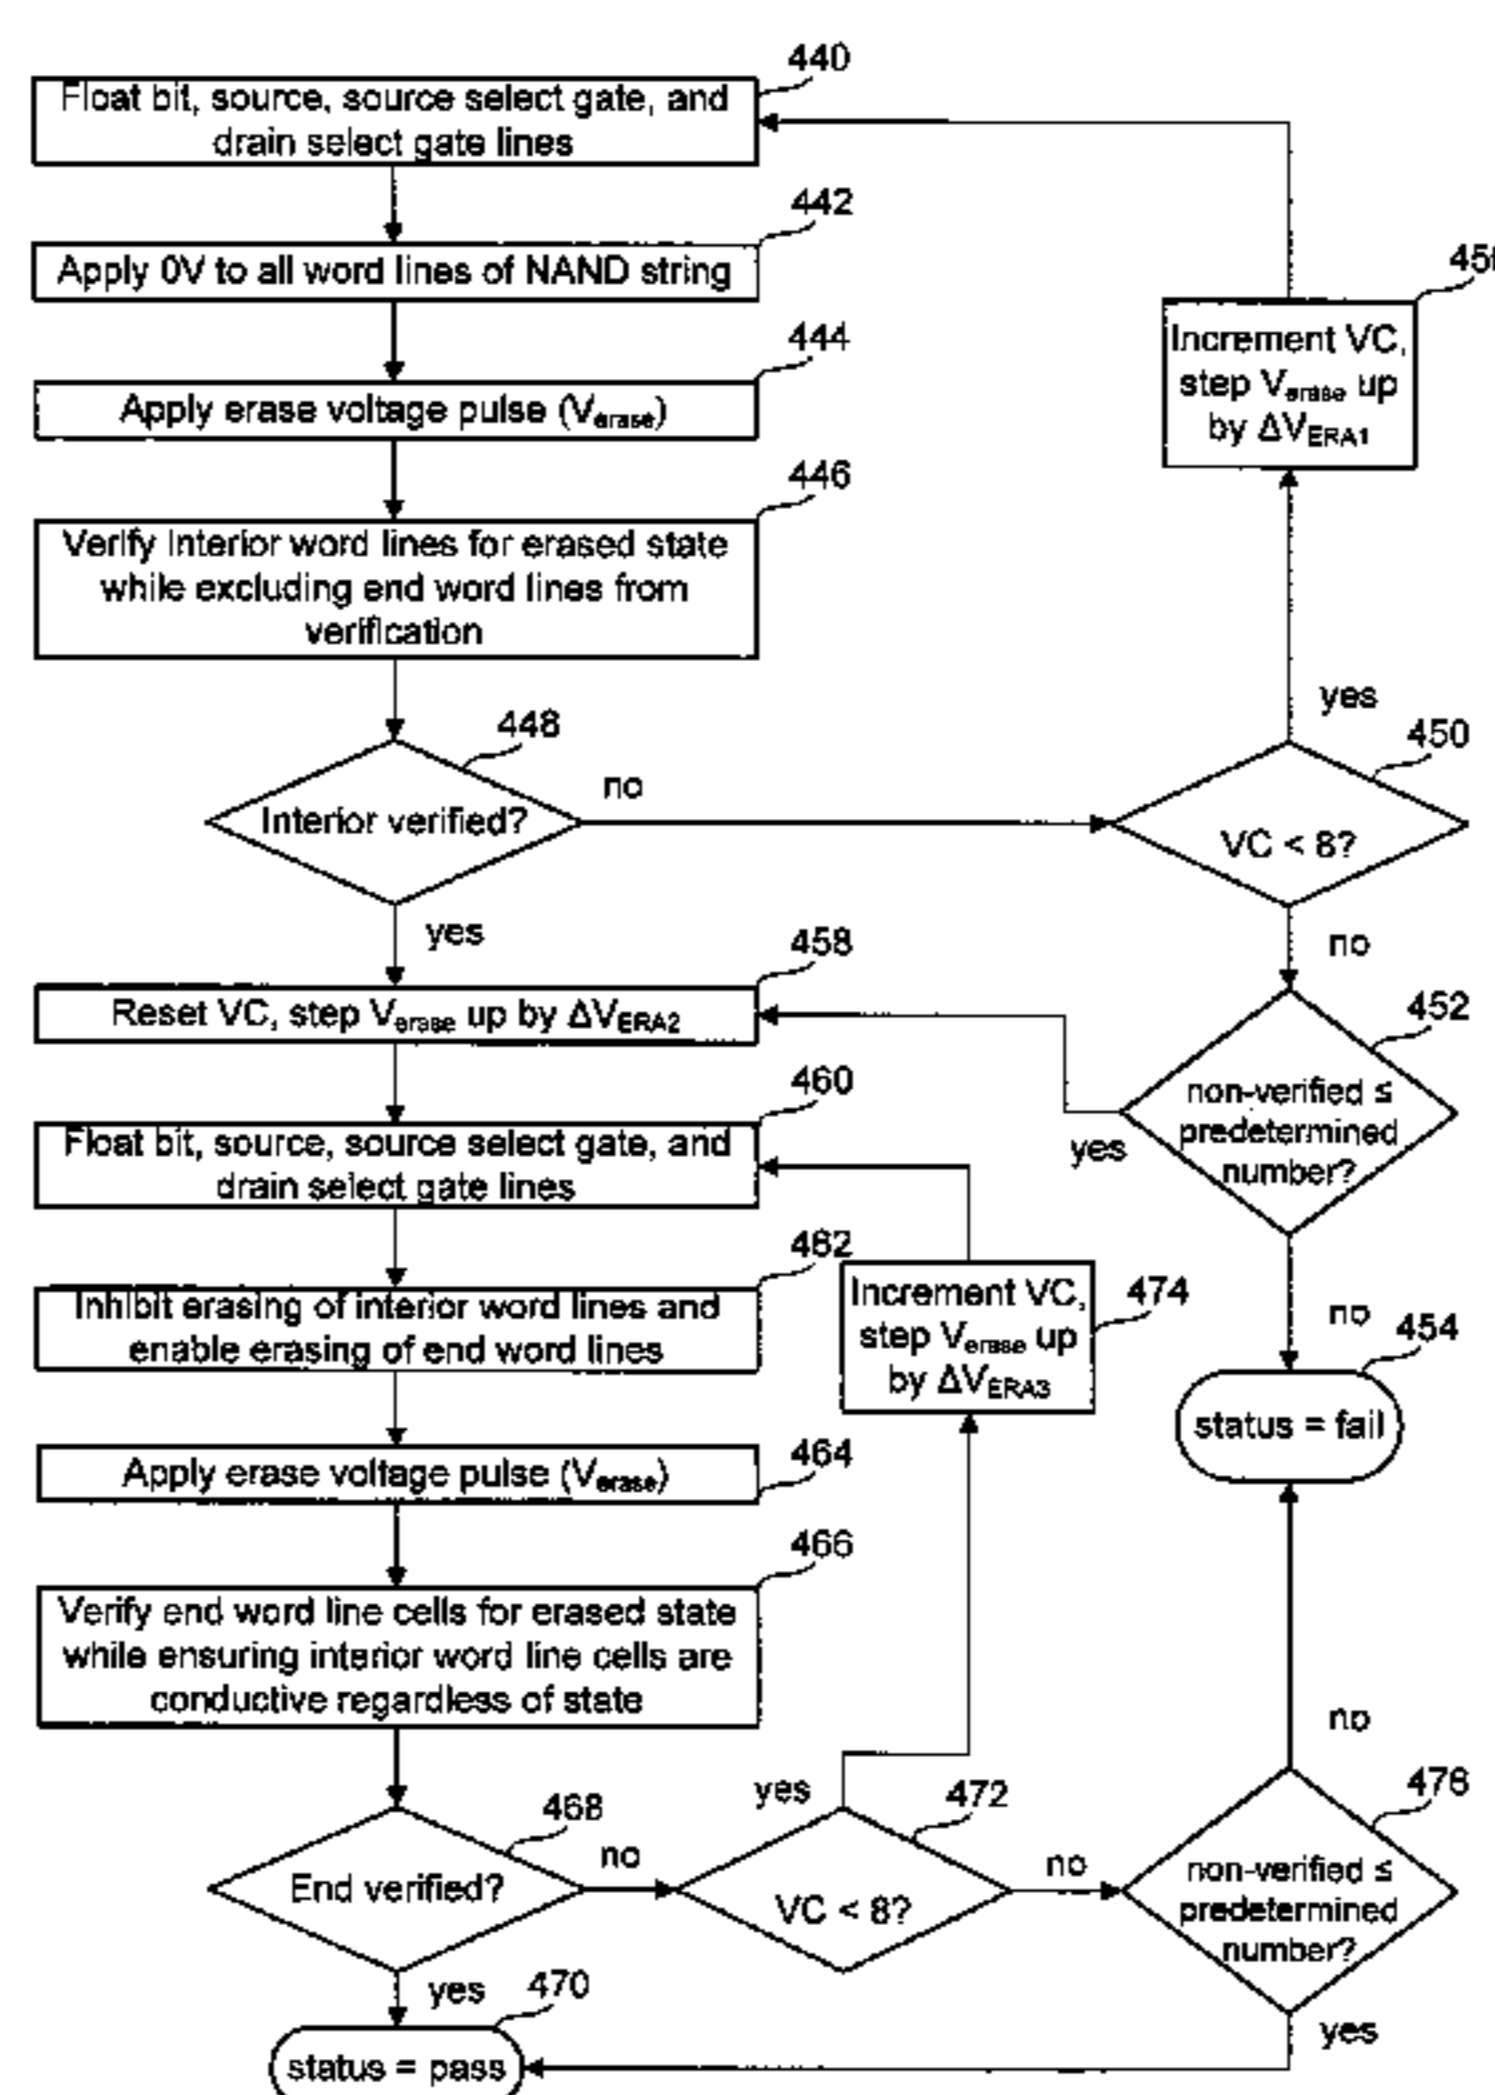 440
Float bit, source, source select gate, and
drain select gate lines
442
Apply 0V to all word lines of NAND string
444
Apply erase voltage pulse (Verase)
446
Verify interior word lines for erased state
while excluding end word lines from
verification
448
Interior verified?
no
yes
450
VC < 8?
yes
Increment VC,
step Verase up
by ΔVERA1
no
452
non-verified ≤
predetermined
number?
yes
no
454
status = fail
458
Reset VC, step Verase up by ΔVERA2
460
Float bit, source, source select gate, and
drain select gate lines
462
Inhibit erasing of interior word lines and
enable erasing of end word lines
464
Apply erase voltage pulse (Verase)
466
Verify end word line cells for erased state
while ensuring interior word line cells are
conductive regardless of state
468
End verified?
no
yes
470
status = pass
472
VC < 8?
yes
474
Increment VC,
step Verase up
by ΔVERA3
no
476
non-verified ≤
predetermined
number?
no
yes